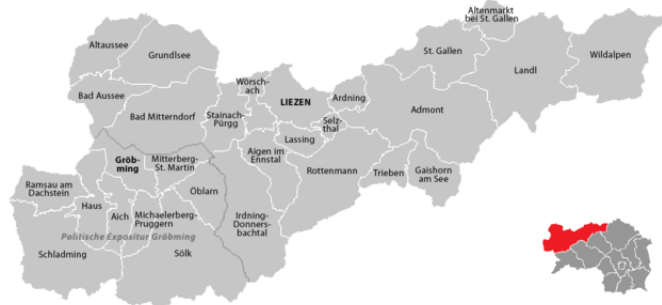 Altenmarkt
bei St. Gallen
Altaussee
Grundlsee
St. Gallen
Wildalpen
Landl
Bad Aussee
Wörsch-
ach
LIEZEN
Ardning
Bad Mitterndorf
Stainach-
Pürgg
Admont
Selz-
thal
Lassing
Aigen im
Ennstal
Gröb-
ming
Mitterberg-
St. Martin
Rottenmann
Trieben
Gaishorn
am See
Ramsau am
Dachstein
Öblarn
Haus
Aich
Michaelerberg-
Pruggern
Irdning-
Donners-
bachtal
Politische Expositur Gröbming
Schladming
Sölk